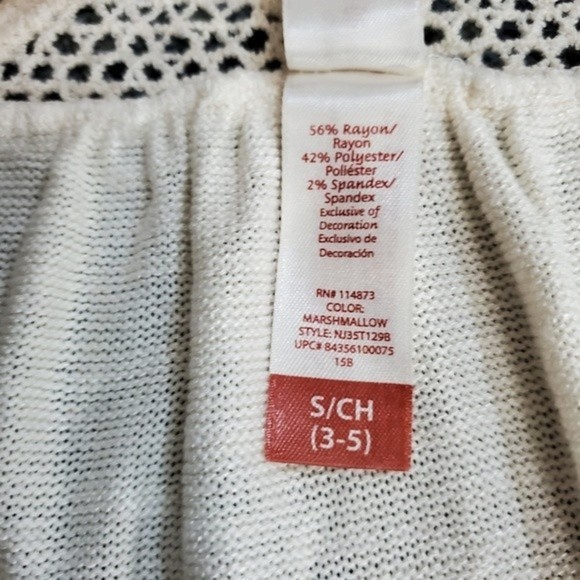 56% Rayon/
Rayon
42% Polyester/
Poliéster
2% Spandex/
Spandex
Exclusive of
Decoration
Exclusivo de
Decoración
RN# 114873
COLOR:
MARSHMALLOW
STYLE: NJ35T129B
UPC# 84356100075
15B
S/CH
(3-5)